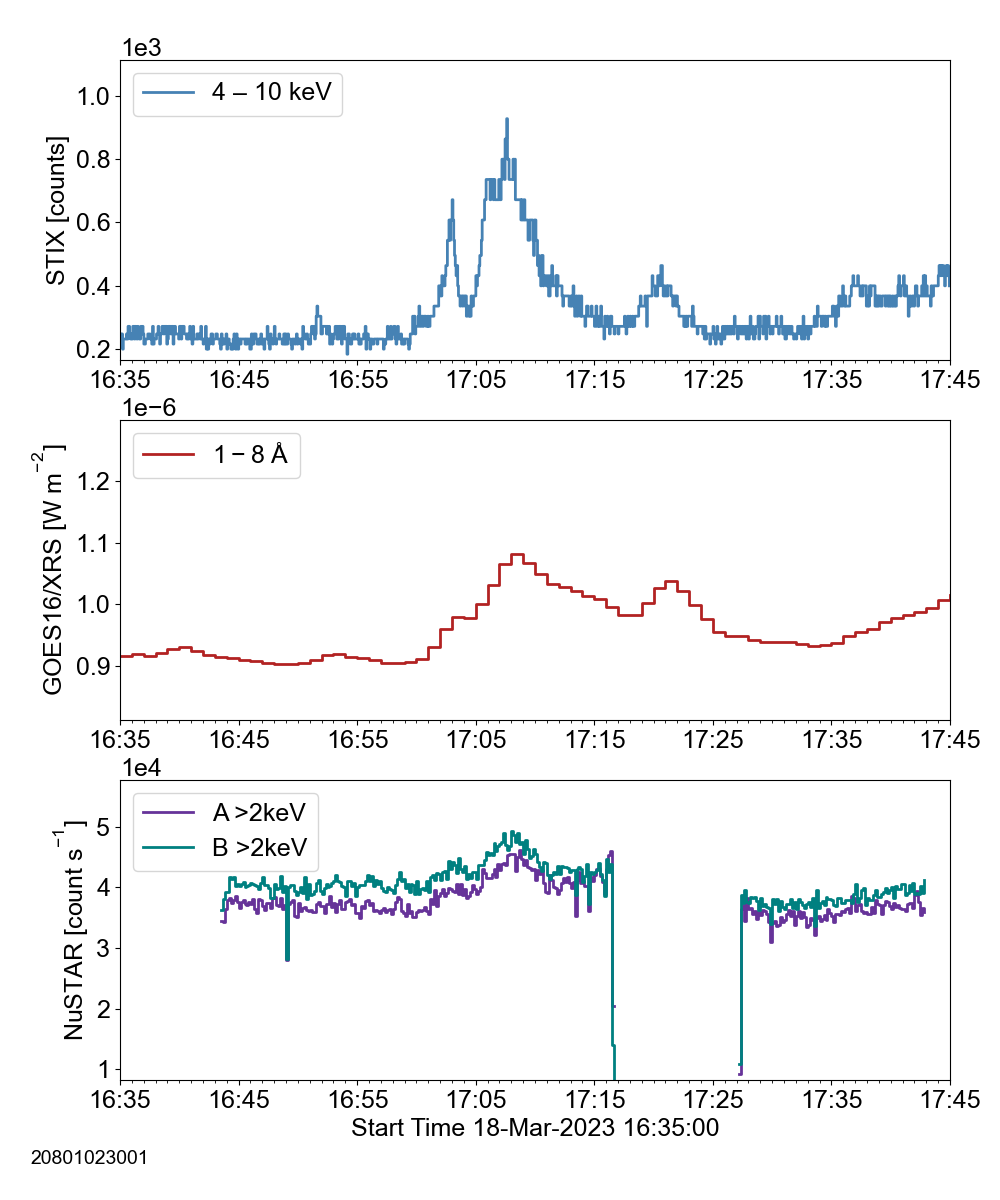 1e3
4 – 10 keV
STIX [counts]
1.0
0.8
0.6
0.4
0.2
16:35 16:45 16:55 17:05 17:15 17:25 17:35 17:45
1e−6
1 – 8 Å
GOES16/XRS [W m⁻²]
1.2
1.1
1.0
0.9
16:35 16:45 16:55 17:05 17:15 17:25 17:35 17:45
1e4
A >2keV
B >2keV
NuSTAR [count s⁻¹]
5
4
3
2
1
16:35 16:45 16:55 17:05 17:15 17:25 17:35 17:45
Start Time 18-Mar-2023 16:35:00
20801023001